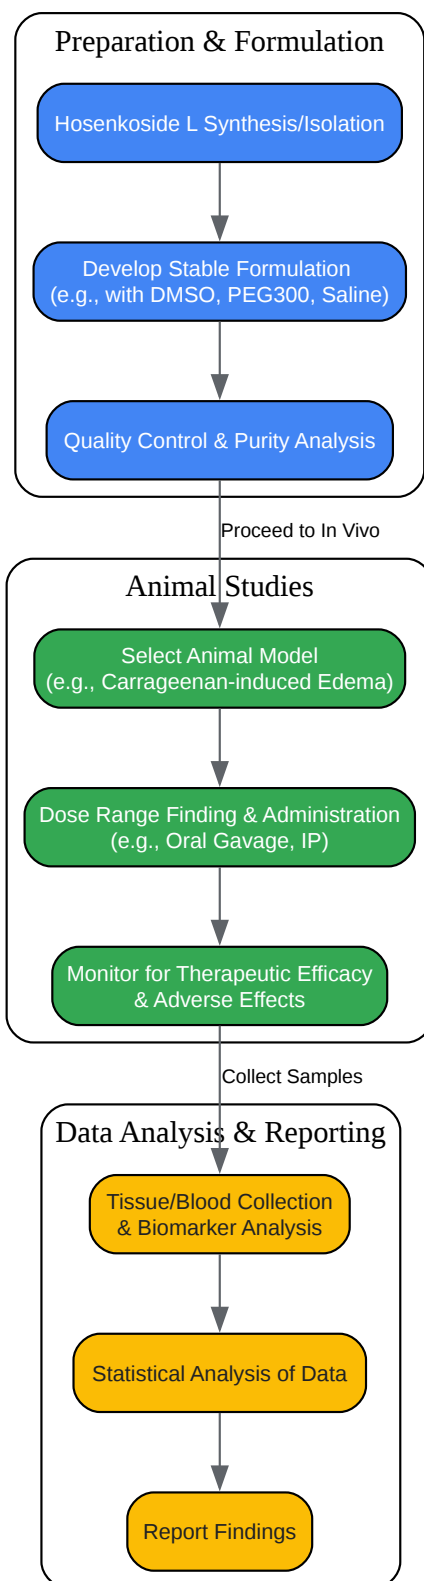 Preparation & Formulation
Hosenkoside L Synthesis/Isolation
Develop Stable Formulation
(e.g., with DMSO, PEG300, Saline)
Quality Control & Purity Analysis
Proceed to In Vivo
Animal Studies
Select Animal Model
(e.g., Carrageenan-induced Edema)
Dose Range Finding & Administration
(e.g., Oral Gavage, IP)
Monitor for Therapeutic Efficacy
& Adverse Effects
Collect Samples
Data Analysis & Reporting
Tissue/Blood Collection
& Biomarker Analysis
Statistical Analysis of Data
Report Findings